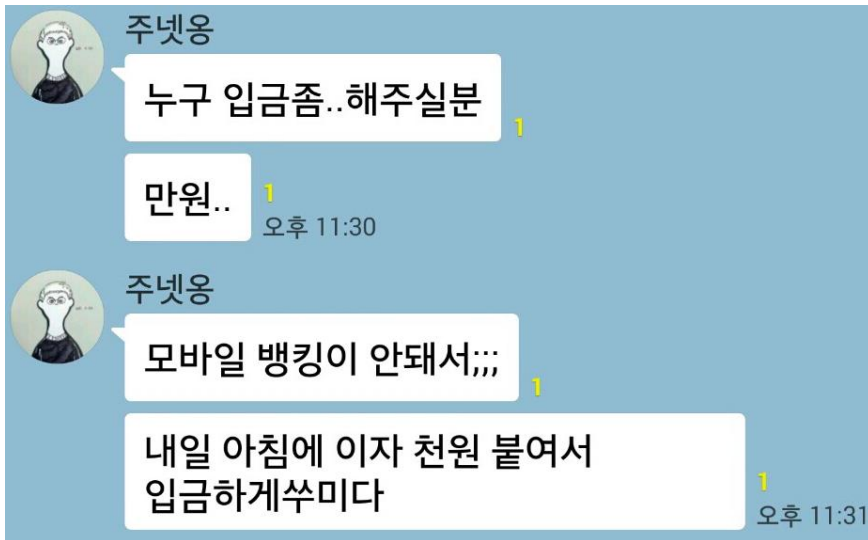 주넷옹
누구 입금좀..해주실분
1
만원..
1
오후 11:30
주넷옹
모바일 뱅킹이 안돼서;;;
1
내일 아침에 이자 천원 붙여서
입금하게쑤미다
1
오후 11:31